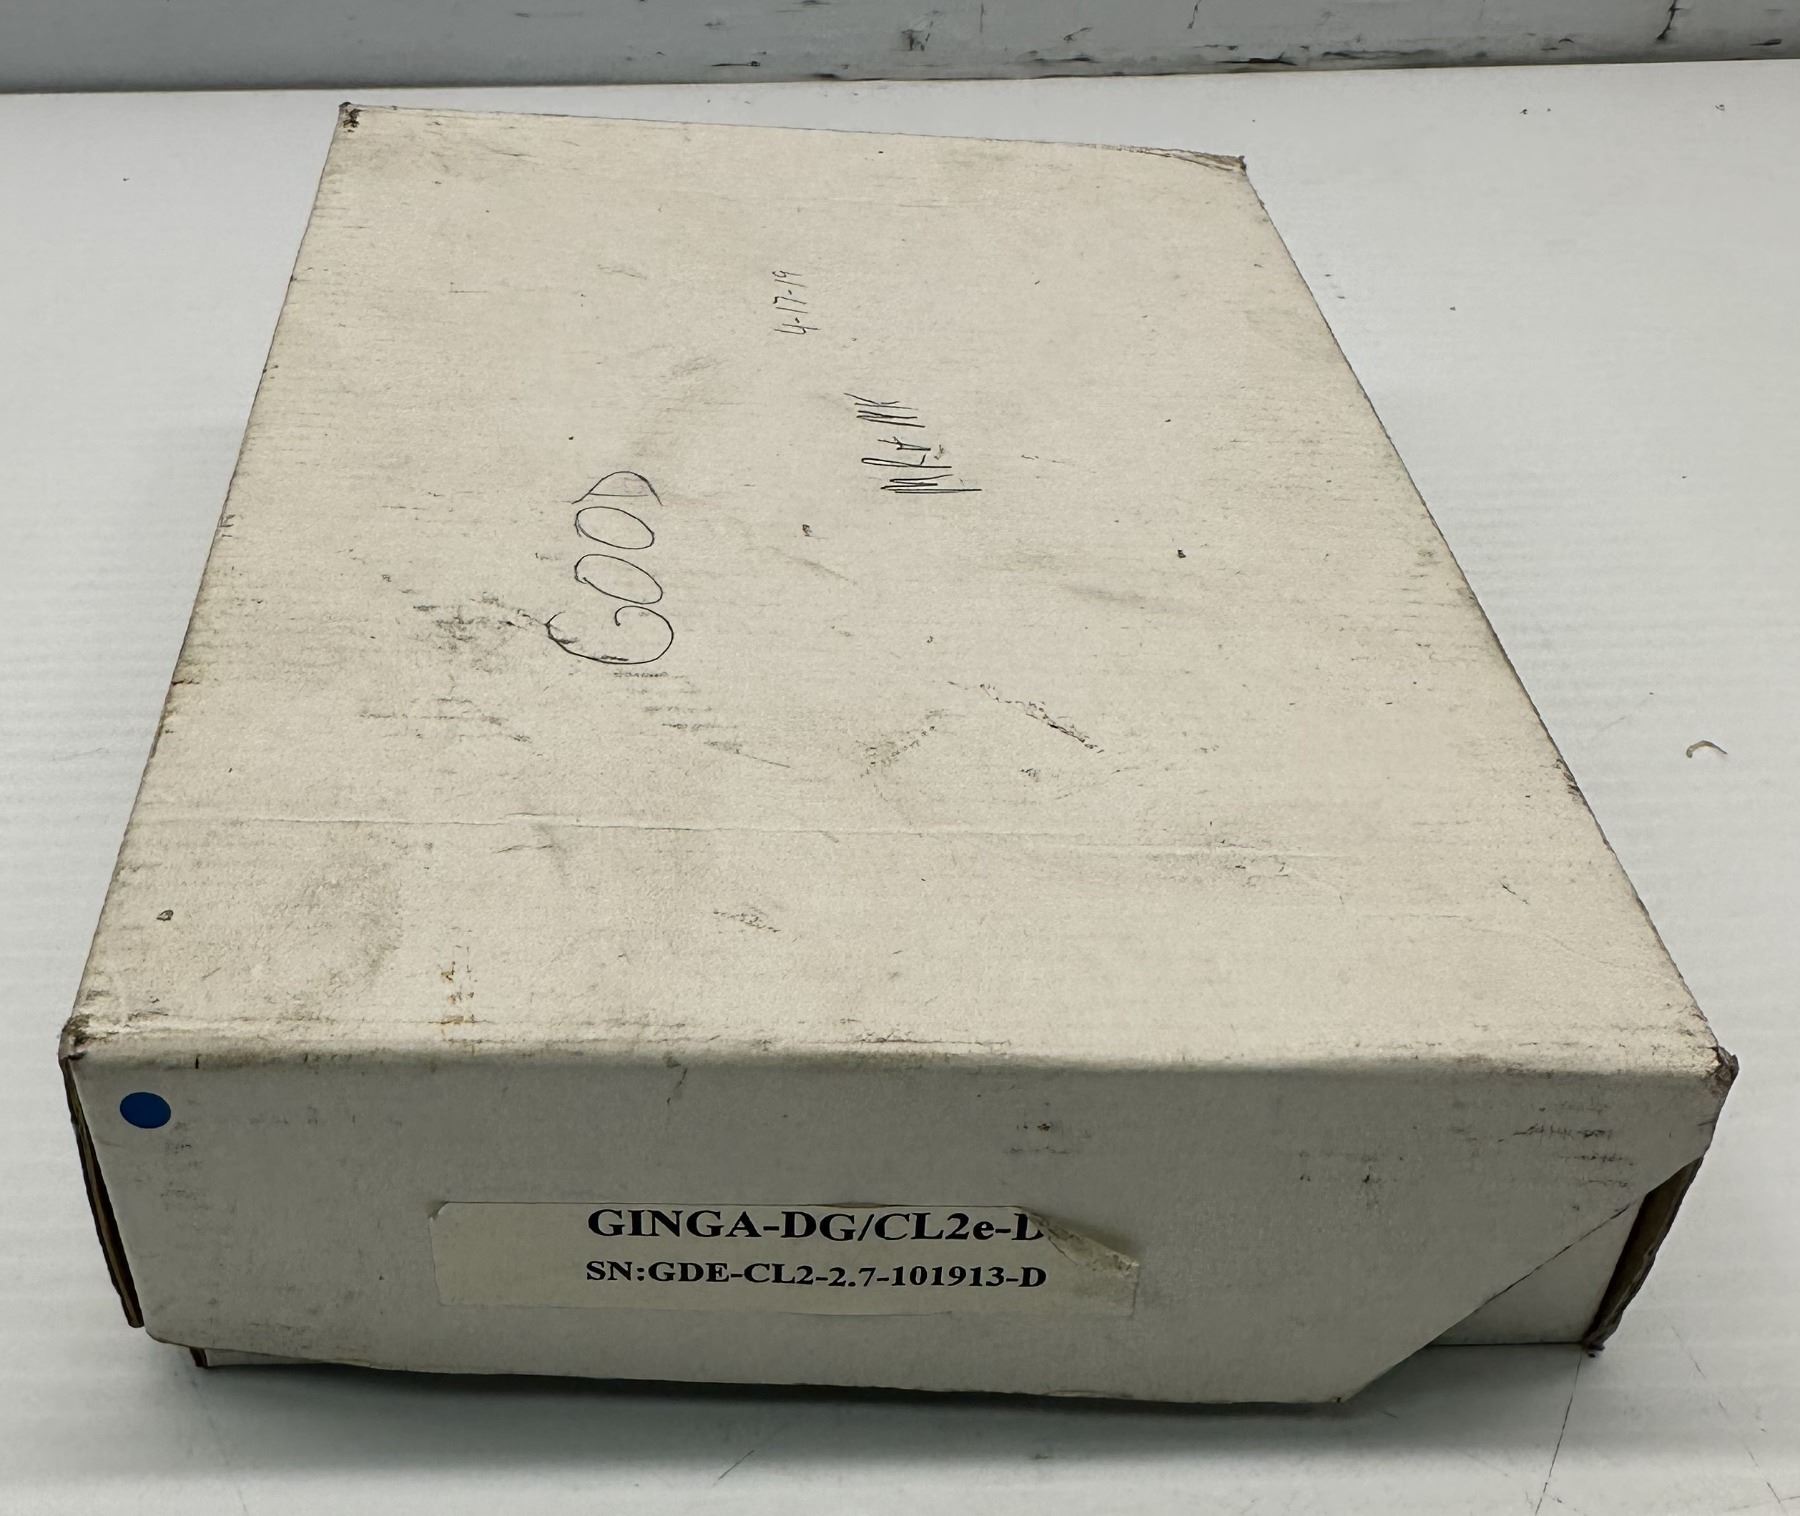 4-17-19
GOOD
GINGA-DG/CL2e-D
SN:GDE-CL2-2.7-101913-D